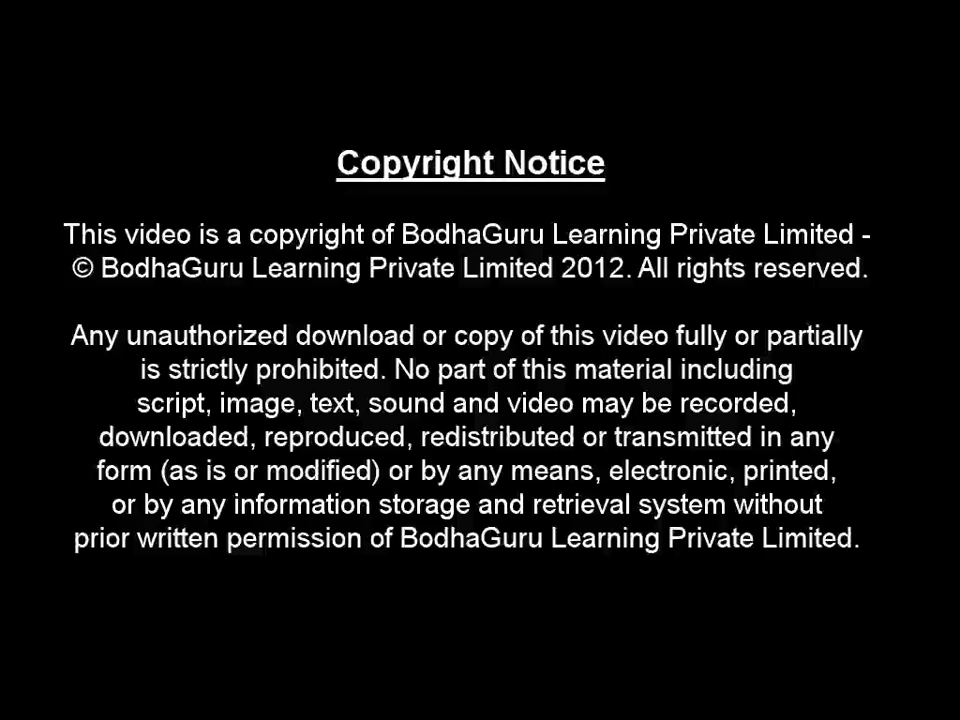 Copyright Notice
This video is a copyright of BodhaGuru Learning Private Limited -
© BodhaGuru Learning Private Limited 2012. All rights reserved.
Any unauthorized download or copy of this video fully or partially
is strictly prohibited. No part of this material including
script, image, text, sound and video may be recorded,
downloaded, reproduced, redistributed or transmitted in any
form (as is or modified) or by any means, electronic, printed,
or by any information storage and retrieval system without
prior written permission of BodhaGuru Learning Private Limited.